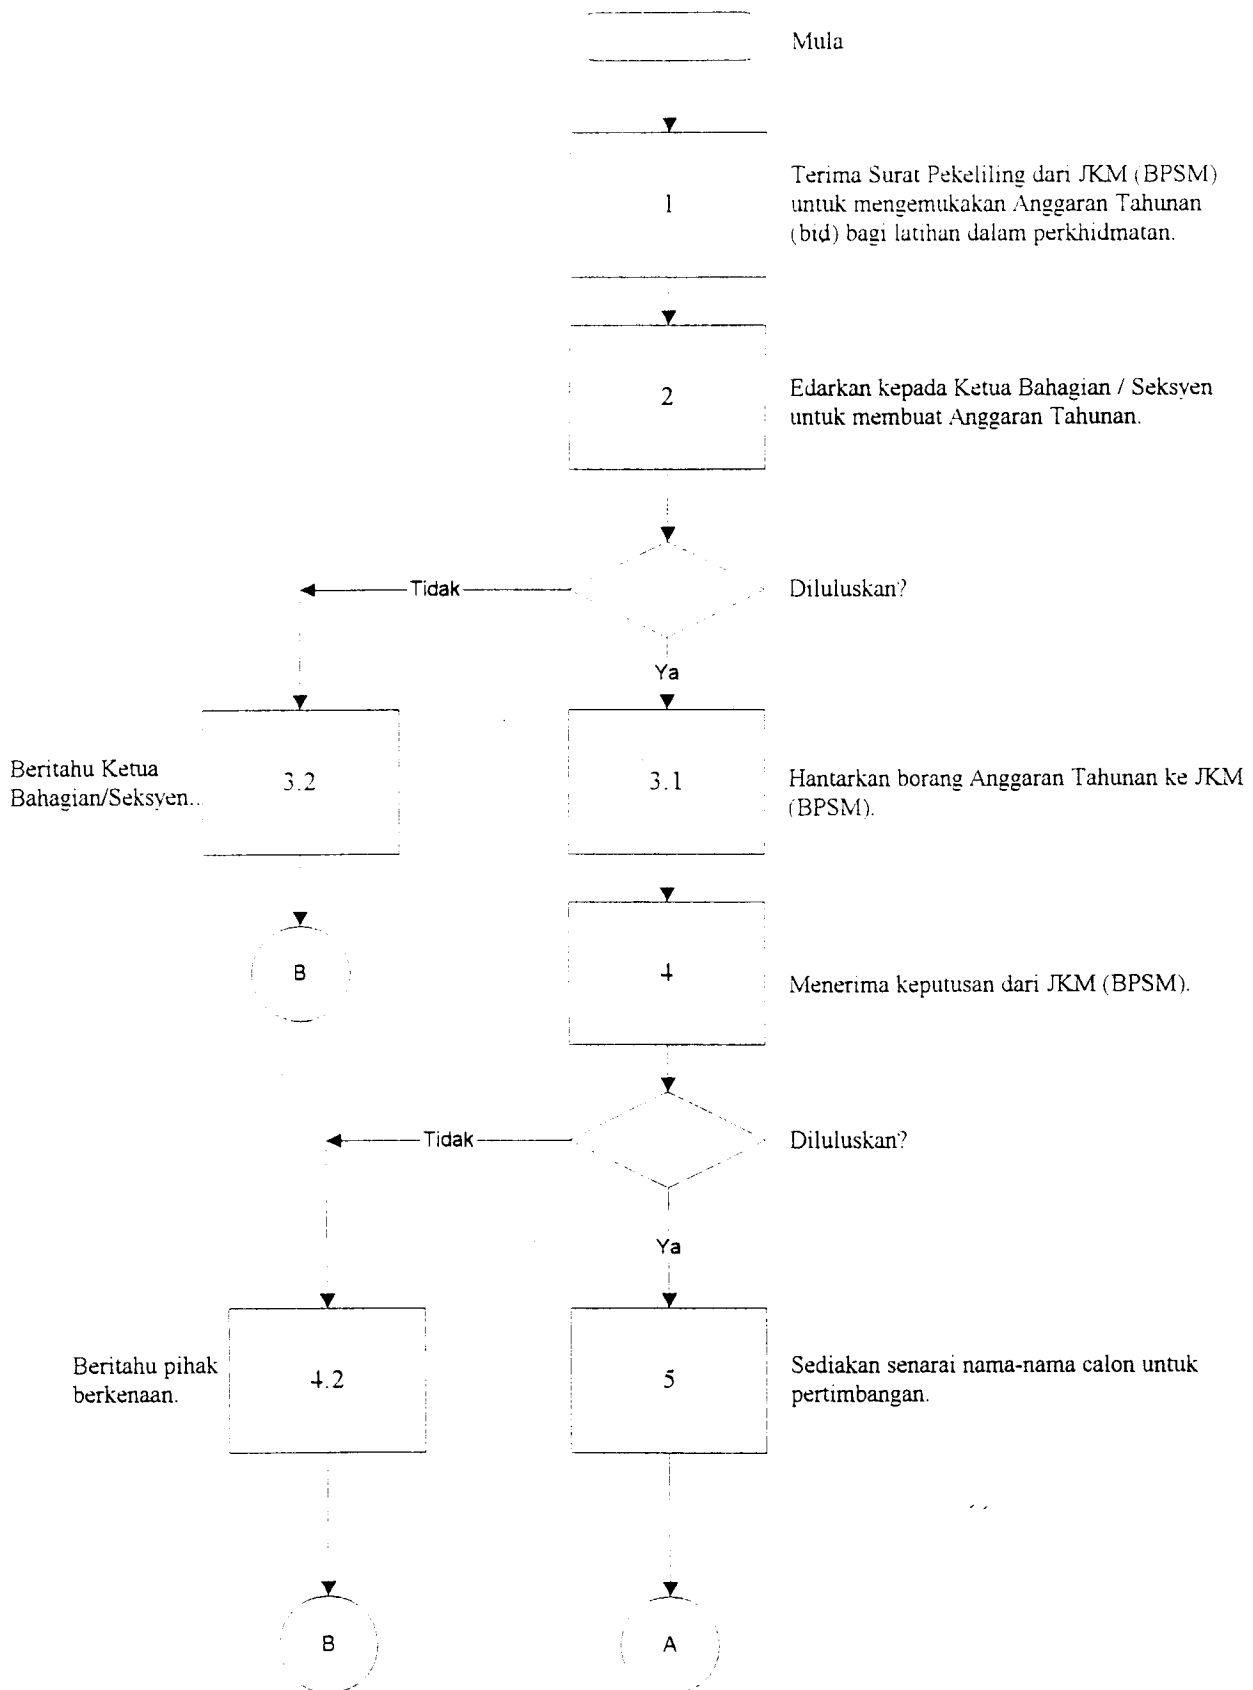 Mula
1
Terima Surat Pekeliling dari JKM (BPSM)
untuk mengemukakan Anggaran Tahunan
(bid) bagi latihan dalam perkhidmatan.
2
Edarkan kepada Ketua Bahagian / Seksyen
untuk membuat Anggaran Tahunan.
Tidak
Diluluskan?
Ya
Beritahu Ketua
Bahagian/Seksyen..
3.2
3.1
Hantarkan borang Anggaran Tahunan ke JKM
(BPSM).
B
4
Menerima keputusan dari JKM (BPSM).
Tidak
Diluluskan?
Ya
Beritahu pihak
berkenaan.
4.2
5
Sediakan senarai nama-nama calon untuk
pertimbangan.
B
A